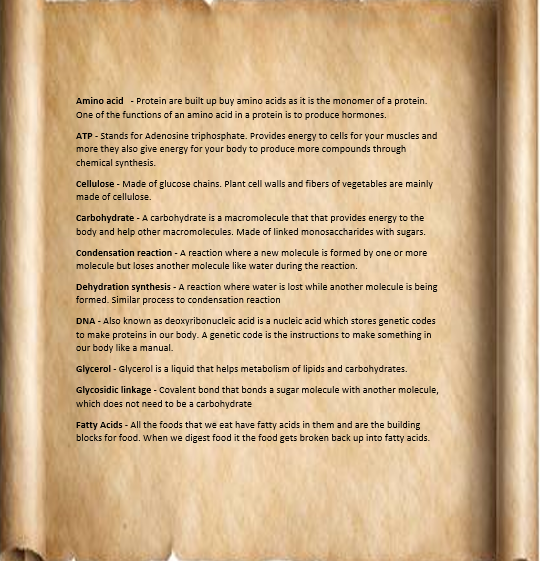 Amino acid - Protein are built up buy amino acids as it is the monomer of a protein.
One of the functions of an amino acid in a protein is to produce hormones.
ATP - Stands for Adenosine triphosphate. Provides energy to cells for your muscles and
more they also give energy for your body to produce more compounds through
chemical synthesis.
Cellulose - Made of glucose chains. Plant cell walls and fibers of vegetables are mainly
made of cellulose.
Carbohydrate - A carbohydrate is a macromolecule that that provides energy to the
body and help other macromolecules. Made of linked monosaccharides with sugars.
Condensation reaction - A reaction where a new molecule is formed by one or more
molecule but loses another molecule like water during the reaction.
Dehydration synthesis - A reaction where water is lost while another molecule is being
formed. Similar process to condensation reaction
DNA - Also known as deoxyribonucleic acid is a nucleic acid which stores genetic codes
to make proteins in our body. A genetic code is the instructions to make something in
our body like a manual.
Glycerol - Glycerol is a liquid that helps metabolism of lipids and carbohydrates.
Glycosidic linkage - Covalent bond that bonds a sugar molecule with another molecule,
which does not need to be a carbohydrate
Fatty Acids - All the foods that we eat have fatty acids in them and are the building
blocks for food. When we digest food it the food gets broken back up into fatty acids.